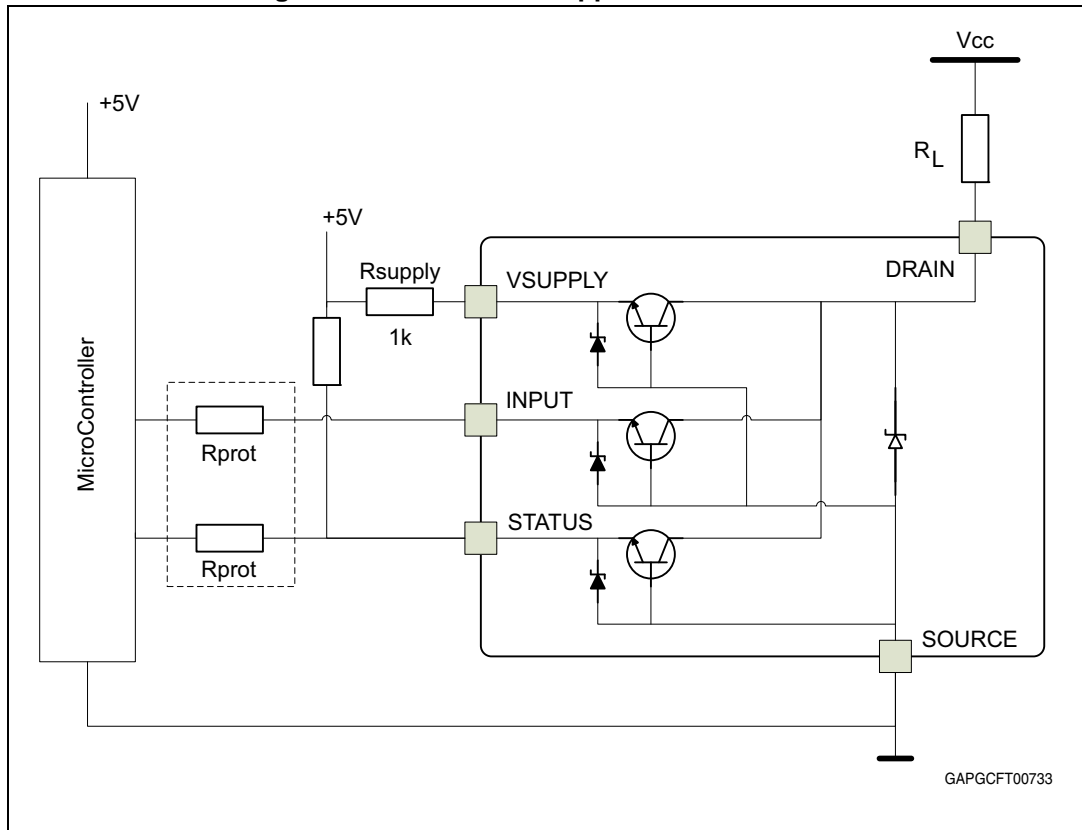 Vcc
+5V
RL
+5V
DRAIN
Rsupply
VSUPPLY
1k
MicroController
INPUT
Rprot
STATUS
Rprot
SOURCE
GAPGCFT00733